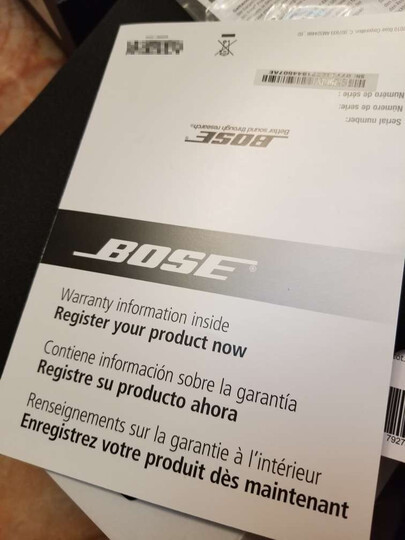 BOSE
Warranty information inside
Register your product now
Contiene información sobre la garantía
Registre su producto ahora
Renseignements sur la garantie à l'intérieur
Enregistrez votre produit dès maintenant
BOSE
Better sound through research
Serial number:
Numéro de serie:
Numéro de série :